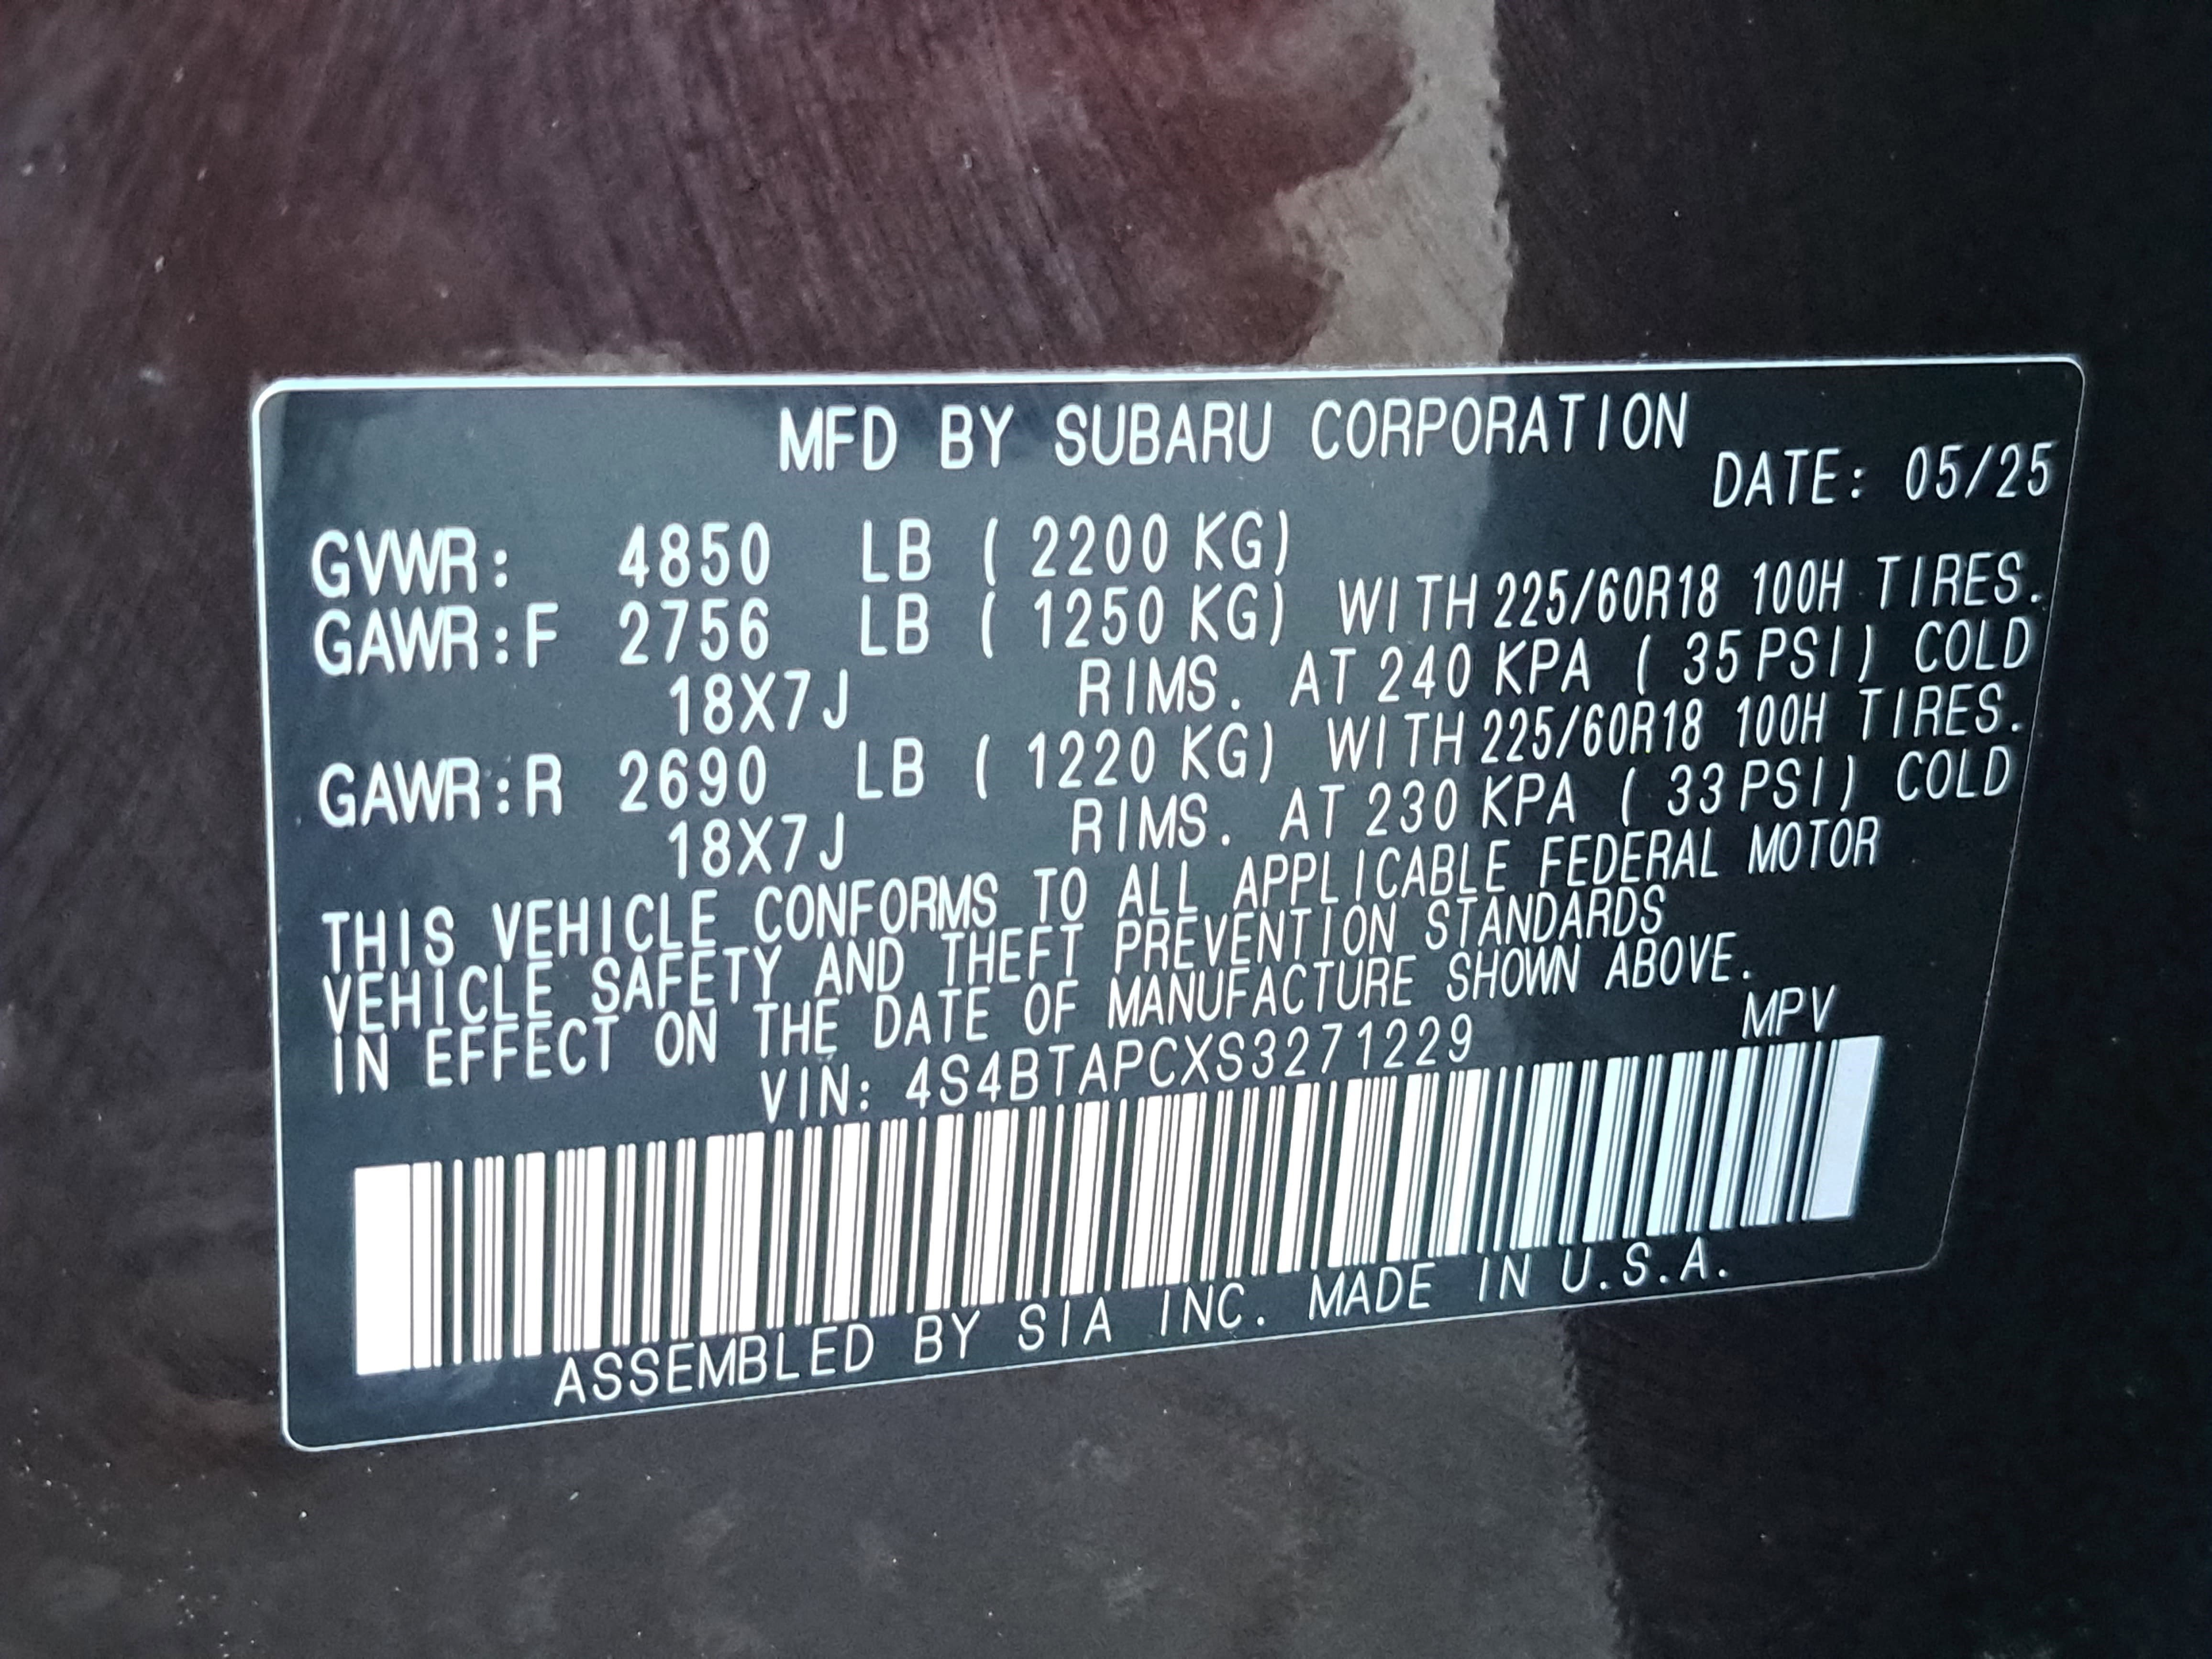 MFD BY SUBARU CORPORATION
DATE: 05/25
GVWR: 4850 LB ( 2200 KG)
GAWR:F 2756 LB ( 1250 KG) WITH 225/60R18 100H TIRES.
18X7J RIMS. AT 240 KPA ( 35 PSI) COLD
GAWR:R 2690 LB ( 1220 KG) WITH 225/60R18 100H TIRES.
18X7J RIMS. AT 230 KPA ( 33 PSI) COLD
THIS VEHICLE CONFORMS TO ALL APPLICABLE FEDERAL MOTOR
VEHICLE SAFETY AND THEFT PREVENTION STANDARDS
IN EFFECT ON THE DATE OF MANUFACTURE SHOWN ABOVE.
VIN: 4S4BTAPCXS3271229 MPV
ASSEMBLED BY SIA INC. MADE IN U.S.A.